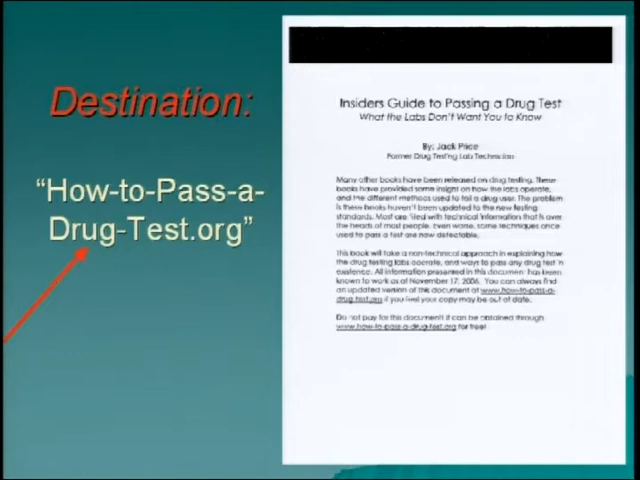 Destination:
“How-to-Pass-a-
Drug-Test.org”
Insiders Guide to Passing a Drug Test
What the Labs Don't Want You to Know
By: Jack Price
Former Drug Testing Lab Technician
Many other books have been released on drug testing. These
books have provided some insight on how the labs operate,
and the different methods used to fail a drug user. The problem
is these books haven't been updated to the new testing
standards. Most are filled with technical information that is over
the heads of most people. Even worse, some techniques once
used to pass a test are now detectable.
This book will take a non-technical approach in explaining how
the drug testing labs operate, and ways to pass any drug test in
existence. All information presented in this document has been
known to work as of November 17, 2006. You can always find
an updated version of this document at www.how-to-pass-a-
drug-test.org if you feel your copy may be out of date.
Do not pay for this document! It can be obtained through
www.how-to-pass-a-drug-test.org for free!